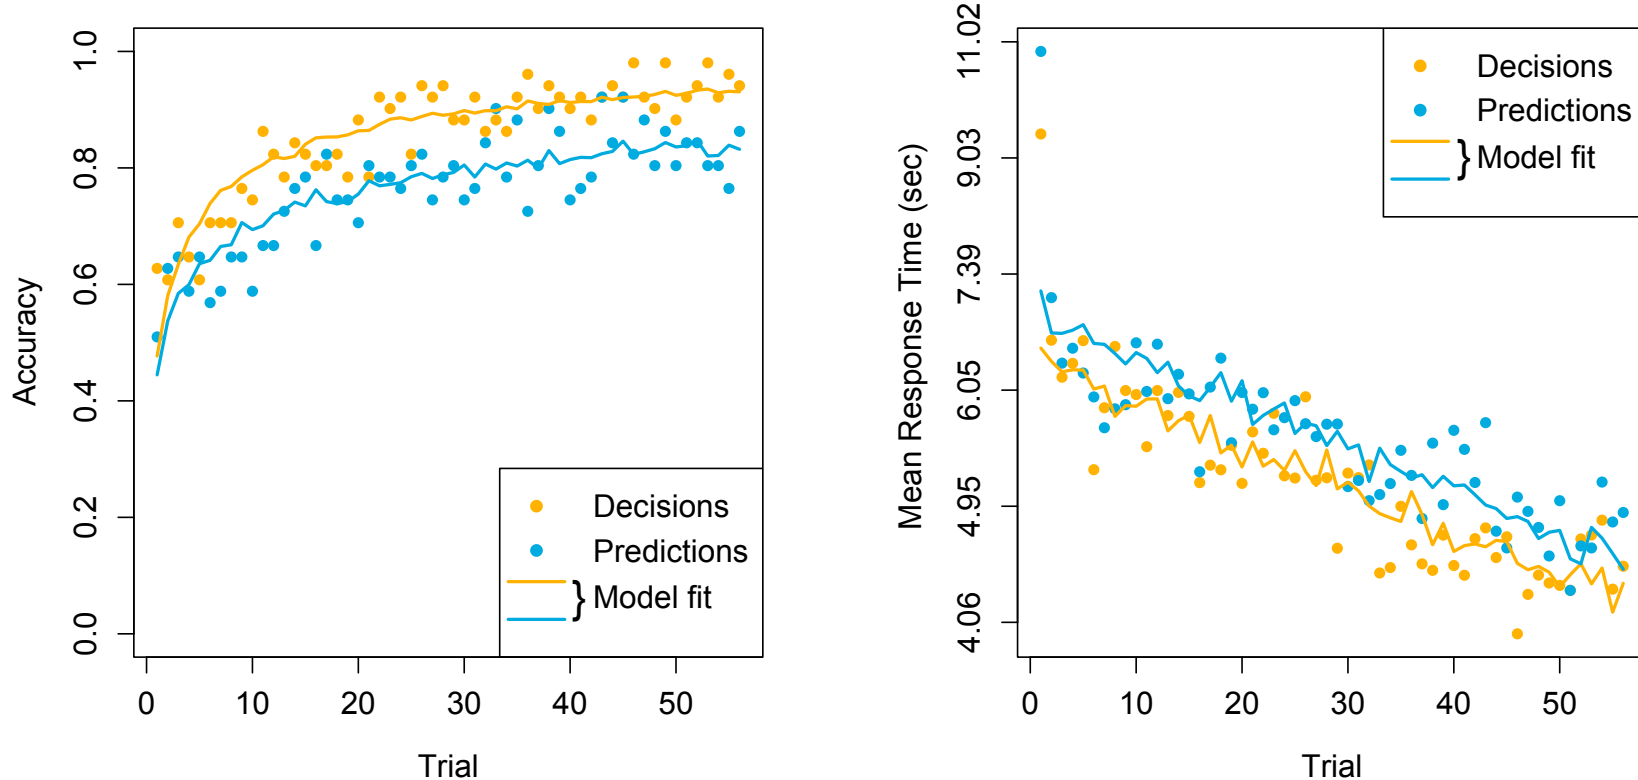 Accuracy
1.0
0.8
0.6
0.4
0.2
0.0
Decisions
Predictions
} Model fit
0 10 20 30 40 50
Trial
Mean Response Time (sec)
11.02
9.03
7.39
6.05
4.95
4.06
Decisions
Predictions
} Model fit
0 10 20 30 40 50
Trial